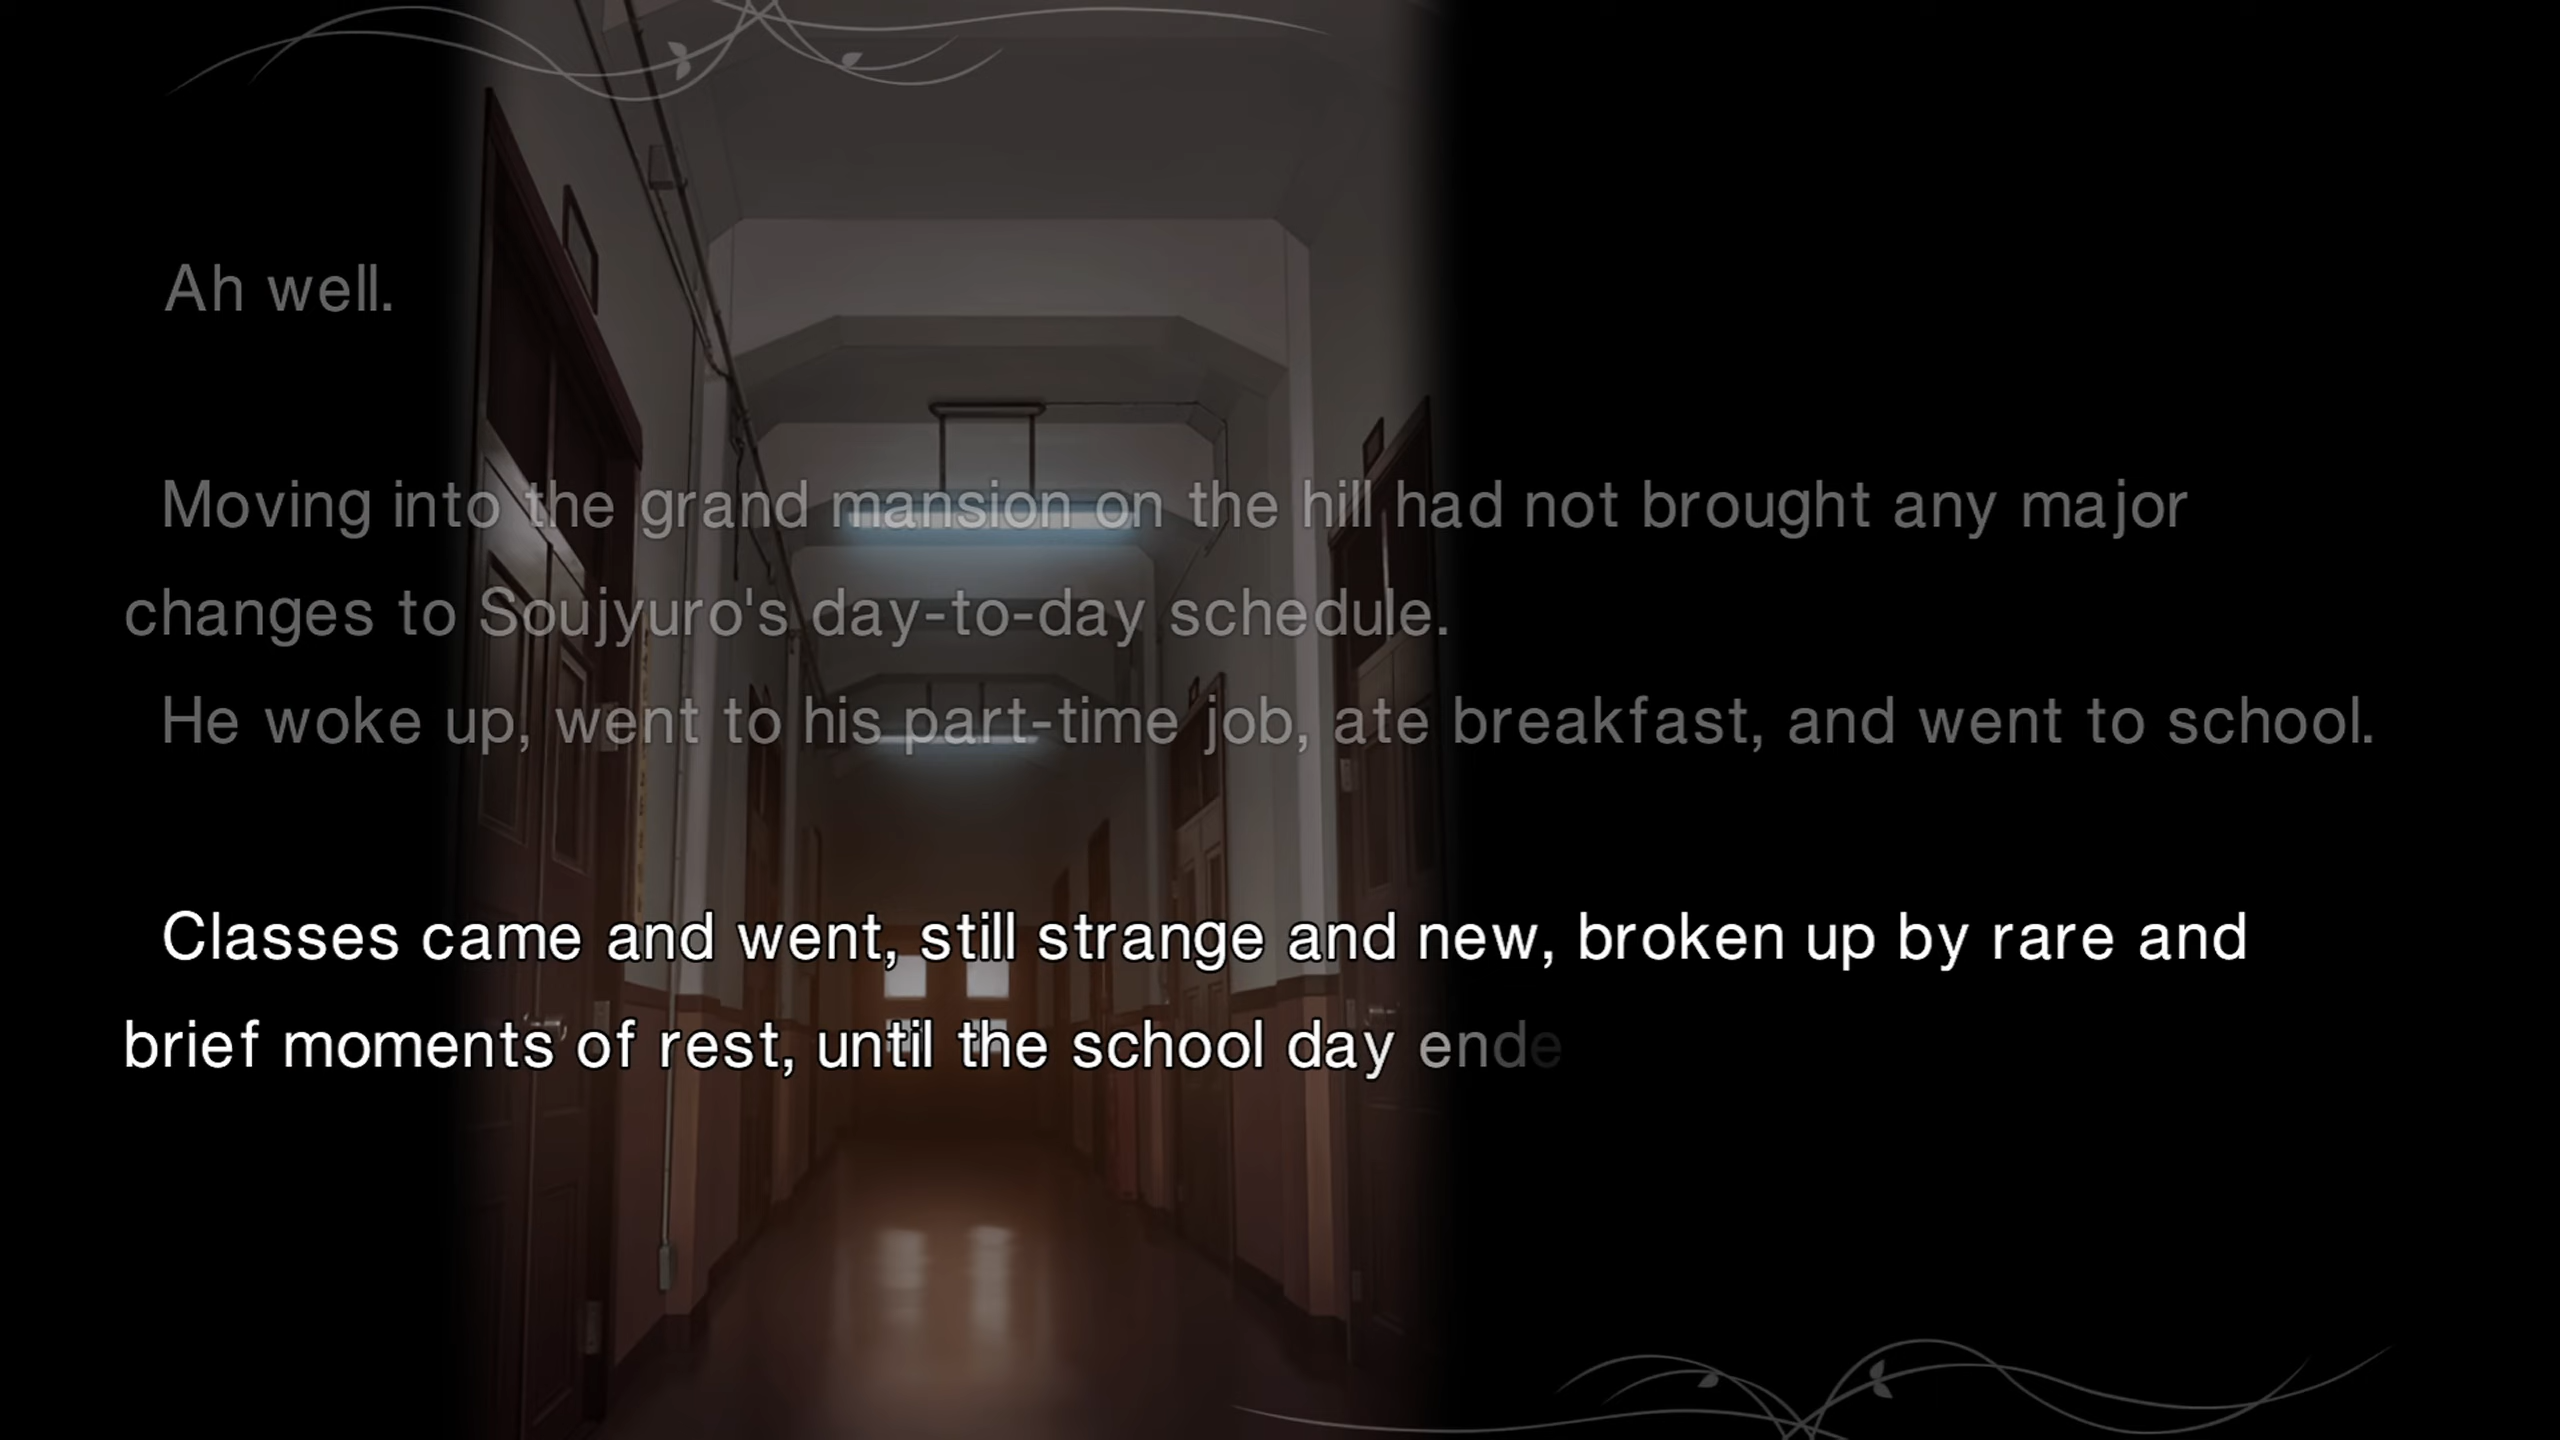 Ah well.
Moving into the grand mansion on the hill had not brought any major
changes to Soujyuro's day-to-day schedule.
He woke up, went to his part-time job, ate breakfast, and went to school.
Classes came and went, still strange and new, broken up by rare and
brief moments of rest, until the school day ende